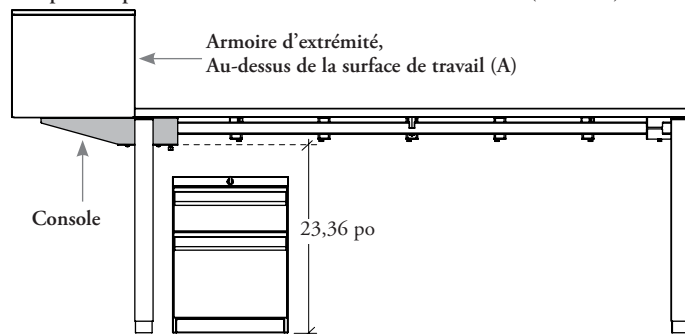 Armoire d'extrémité,
Au-dessus de la surface de travail (A)
Console
23,36 po